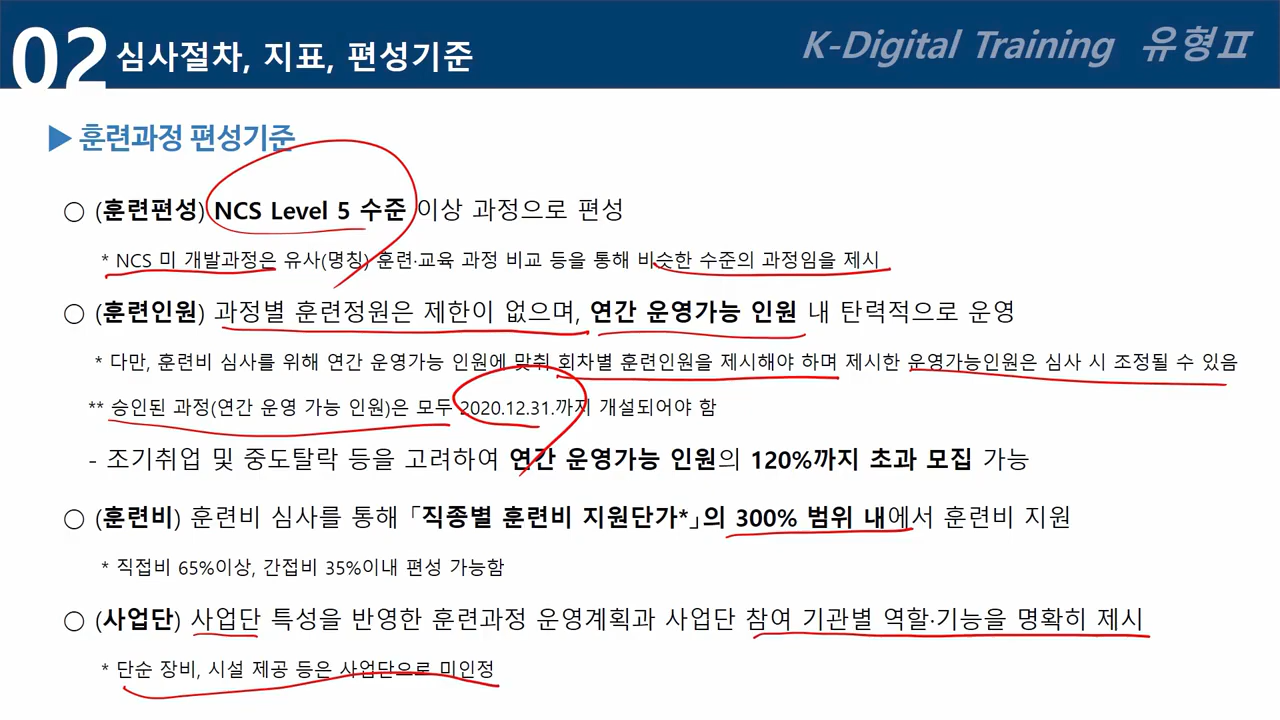 02 심사절차, 지표, 편성기준
K-Digital Training 유형Ⅱ
▶ 훈련과정 편성기준
○ (훈련편성) NCS Level 5 수준 이상 과정으로 편성
* NCS 미 개발과정은 유사(명칭) 훈련·교육 과정 비교 등을 통해 비슷한 수준의 과정임을 제시
○ (훈련인원) 과정별 훈련정원은 제한이 없으며, 연간 운영가능 인원 내 탄력적으로 운영
* 다만, 훈련비 심사를 위해 연간 운영가능 인원에 맞춰 회차별 훈련인원을 제시해야 하며 제시한 운영가능인원은 심사 시 조정될 수 있음
** 승인된 과정(연간 운영 가능 인원)은 모두 2020.12.31.까지 개설되어야 함
- 조기취업 및 중도탈락 등을 고려하여 연간 운영가능 인원의 120%까지 초과 모집 가능
○ (훈련비) 훈련비 심사를 통해 「직종별 훈련비 지원단가*」의 300% 범위 내에서 훈련비 지원
* 직접비 65%이상, 간접비 35%이내 편성 가능함
○ (사업단) 사업단 특성을 반영한 훈련과정 운영계획과 사업단 참여 기관별 역할·기능을 명확히 제시
* 단순 장비, 시설 제공 등은 사업단으로 미인정